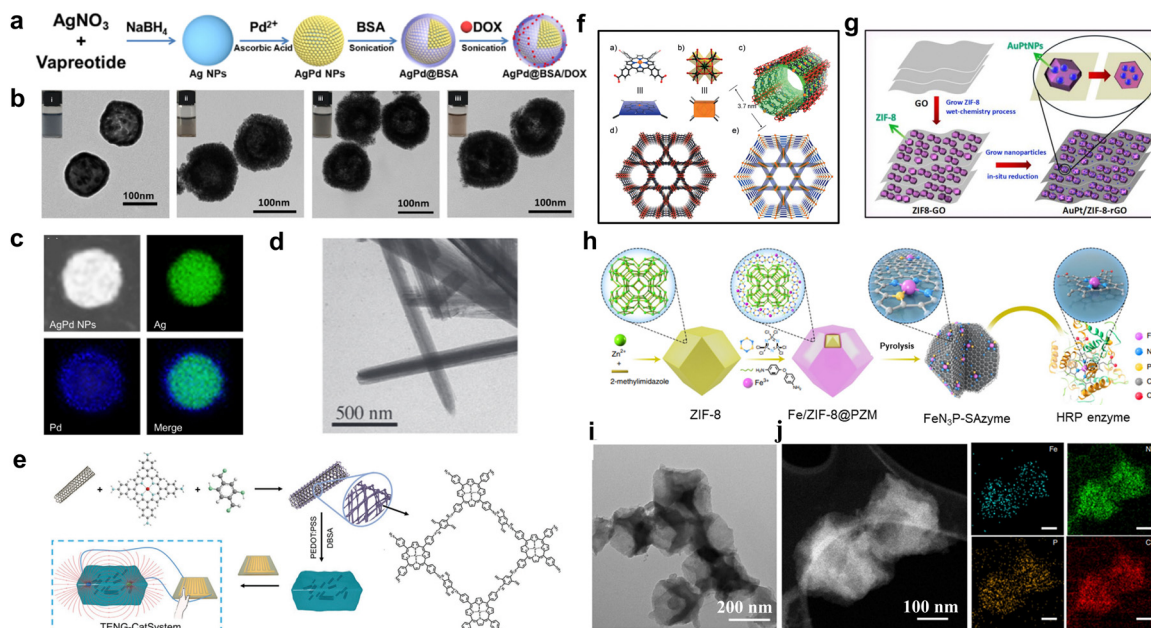 a
AgNO3
+
Vapreotide
NaBH4
Ag NPs
Pd2+
Ascorbic Acid
AgPd NPs
BSA
Sonication
AgPd@BSA
DOX
Sonication
AgPd@BSA/DOX
b
i
100nm
ii
100nm
iii
100nm
iii
100nm
c
AgPd NPs
Ag
Pd
Merge
d
500 nm
e
+
+
PEDOT:PSS
DBSA
TENG-CatSystem
f
a)
b)
c)
3.7 nm
d)
e)
g
GO
Grow ZIF-8
wet-chemistry process
ZIF-8
ZIF8-GO
Grow nanoparticles
in-situ reduction
AuPtNPs
AuPt/ZIF-8-rGO
h
Zn2+
+
2-methylimidazole
ZIF-8
Fe3+
Fe/ZIF-8@PZM
Pyrolysis
FeN3P-SAzyme
HRP enzyme
F
N
P
C
i
200 nm
j
100 nm
Fe
N
P
C